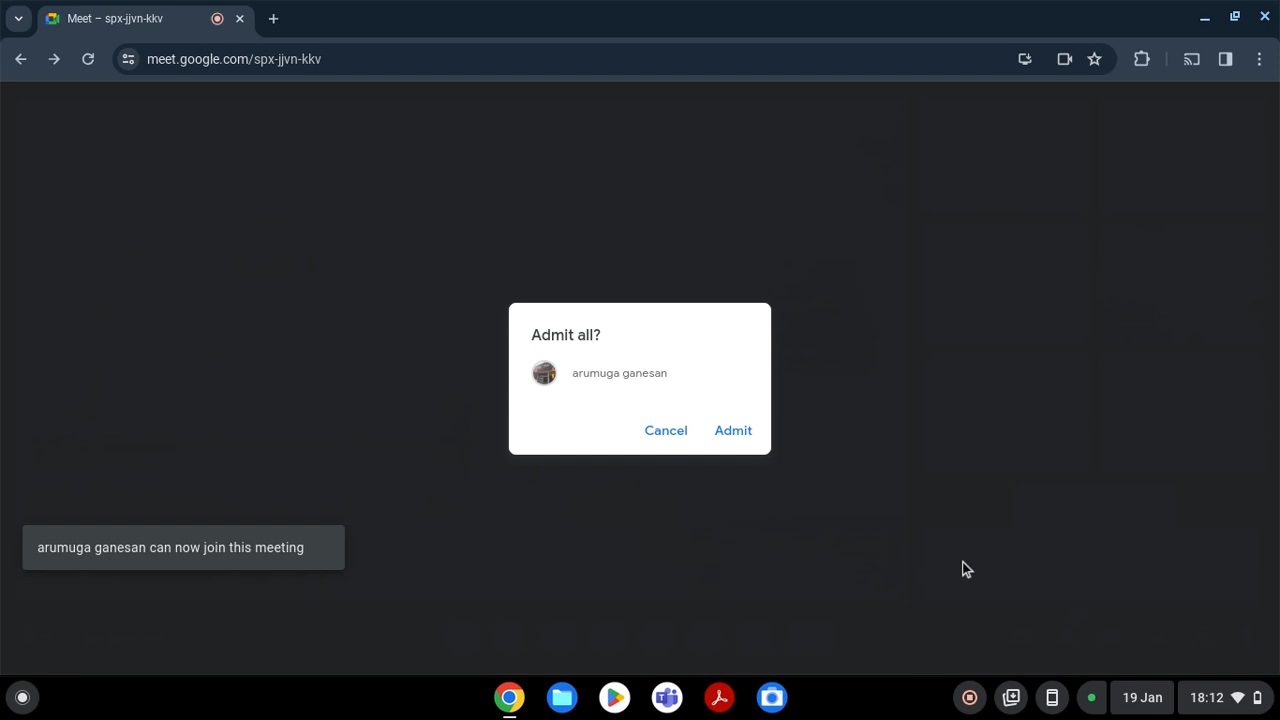 Meet – spx-jjvn-kkv
meet.google.com/spx-jjvn-kkv
Admit all?
arumuga ganesan
Cancel Admit
arumuga ganesan can now join this meeting
19 Jan 18:12